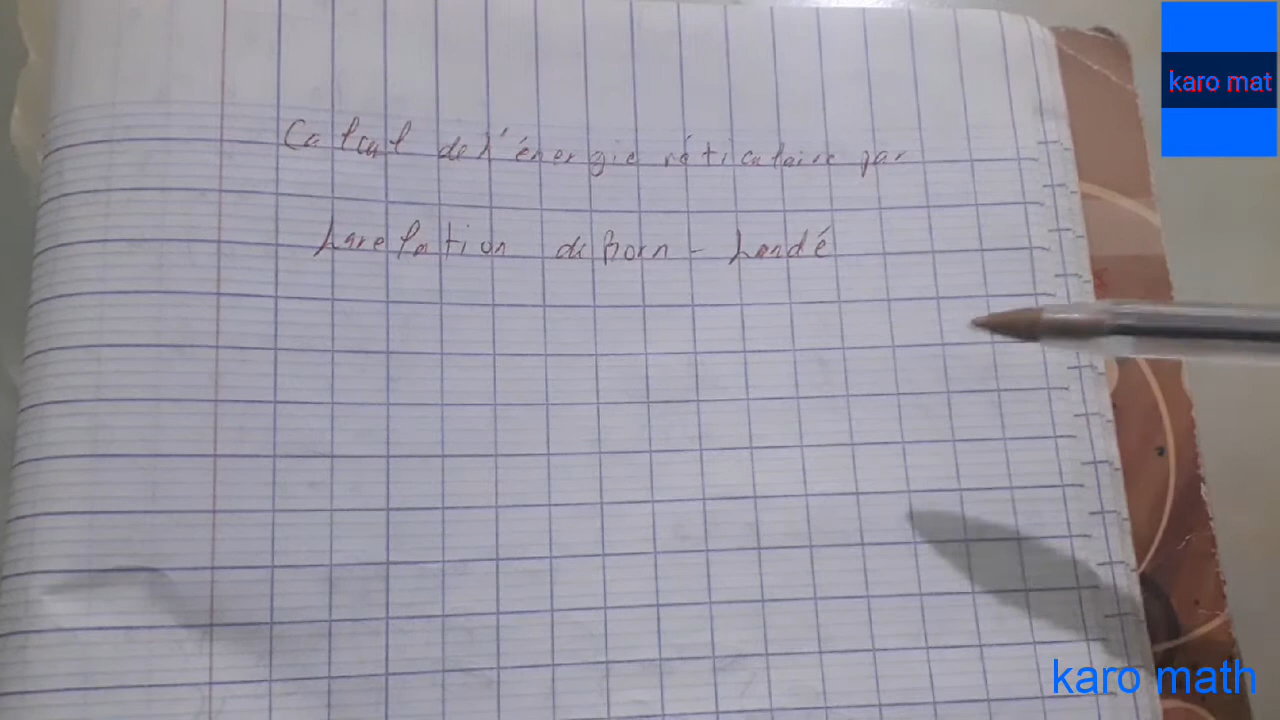 karo mat
Calcul de l'énergie réticulaire par
la relation de Born - Landé
karo math